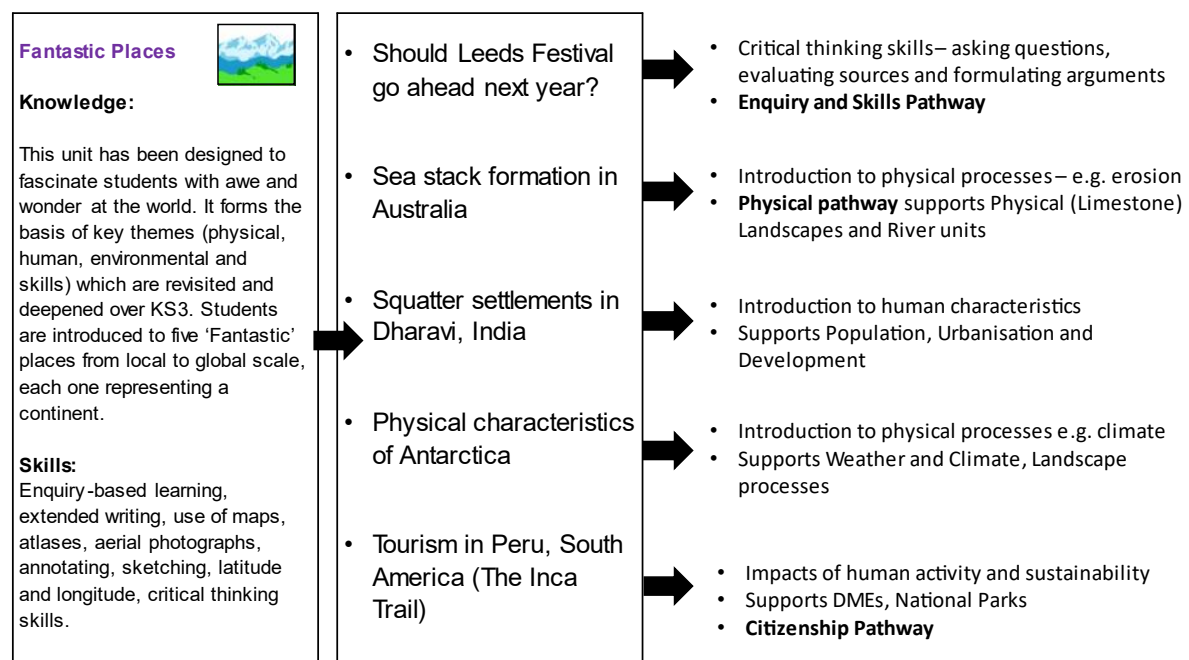 Fantastic Places
Knowledge:
This unit has been designed to
fascinate students with awe and
wonder at the world. It forms the
basis of key themes (physical,
human, environmental and
skills) which are revisited and
deepened over KS3. Students
are introduced to five ‘Fantastic’
places from local to global scale,
each one representing a
continent.
Skills:
Enquiry-based learning,
extended writing, use of maps,
atlases, aerial photographs,
annotating, sketching, latitude
and longitude, critical thinking
skills.
• Should Leeds Festival
go ahead next year?
• Sea stack formation in
Australia
• Squatter settlements in
Dharavi, India
• Physical characteristics
of Antarctica
• Tourism in Peru, South
America (The Inca
Trail)
• Critical thinking skills– asking questions,
evaluating sources and formulating arguments
• Enquiry and Skills Pathway
• Introduction to physical processes – e.g. erosion
• Physical pathway supports Physical (Limestone)
Landscapes and River units
• Introduction to human characteristics
• Supports Population, Urbanisation and
Development
• Introduction to physical processes e.g. climate
• Supports Weather and Climate, Landscape
processes
• Impacts of human activity and sustainability
• Supports DMEs, National Parks
• Citizenship Pathway